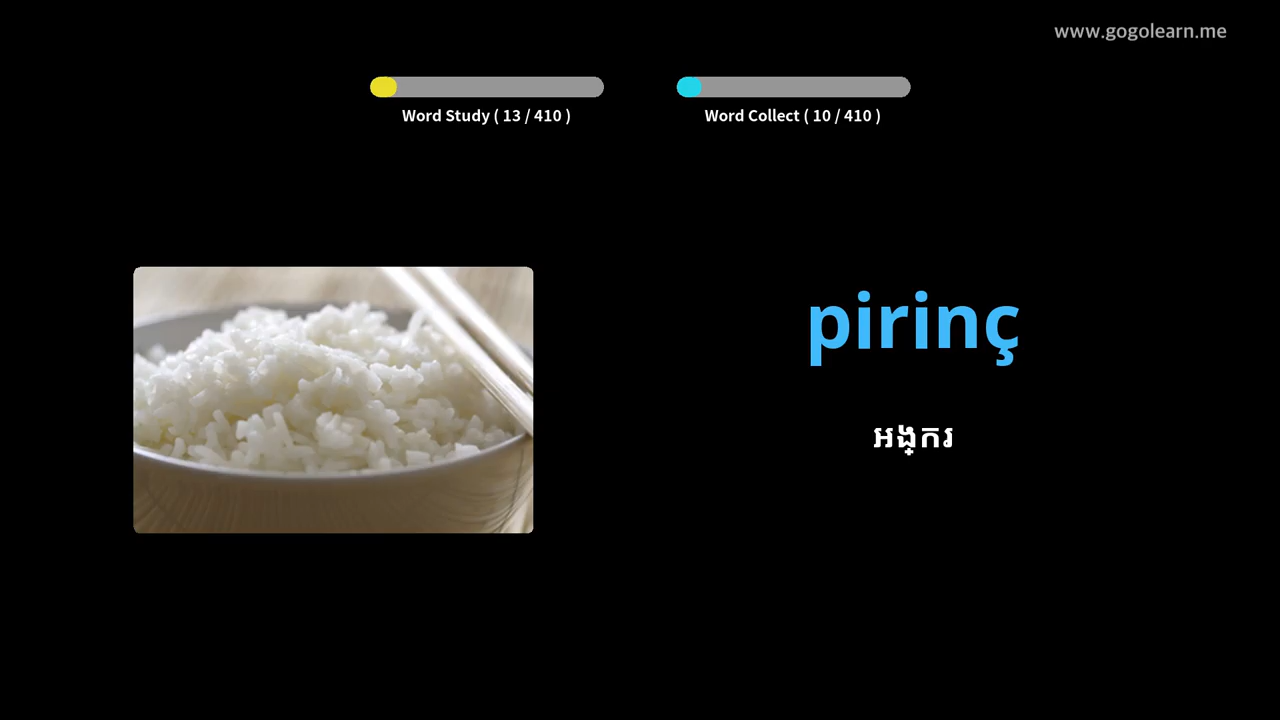 www.gogolearn.me
Word Study ( 13 / 410 )
Word Collect ( 10 / 410 )
pirinç
អង្ករ